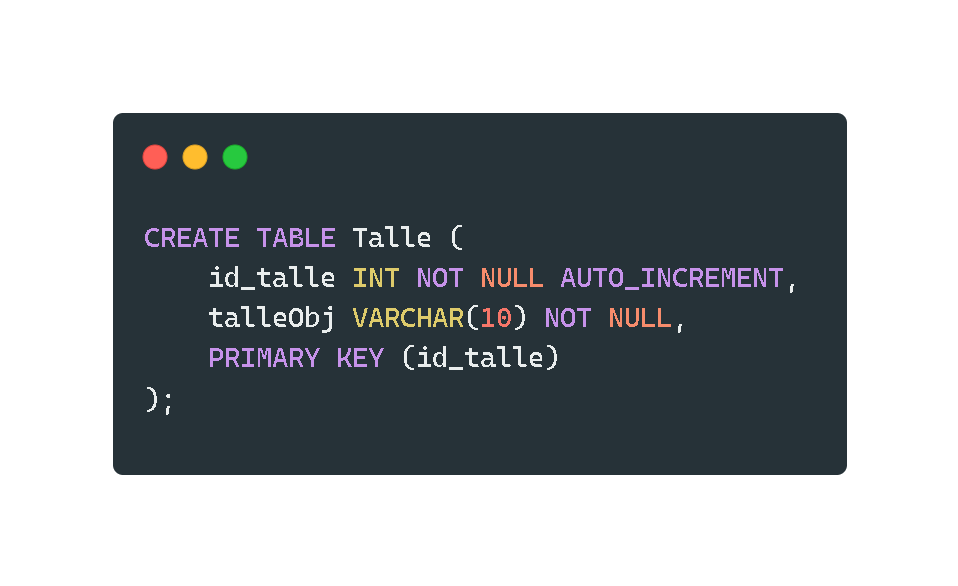 CREATE TABLE Talle (
    id_talle INT NOT NULL AUTO_INCREMENT,
    talleObj VARCHAR(10) NOT NULL,
    PRIMARY KEY (id_talle)
);